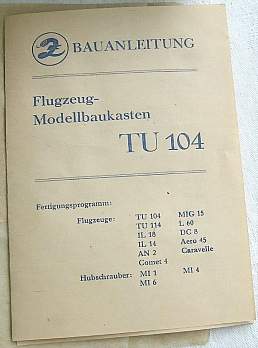 BAUANLEITUNG
Flugzeug-
Modellbaukasten
TU 104
Fertigungsprogramm:
Flugzeuge: TU 104 MIG 15
TU 114 L 60
IL 18 DC 8
IL 14 Aero 45
AN 2 Caravelle
Comet 4
Hubschrauber: MI 1 MI 4
MI 6